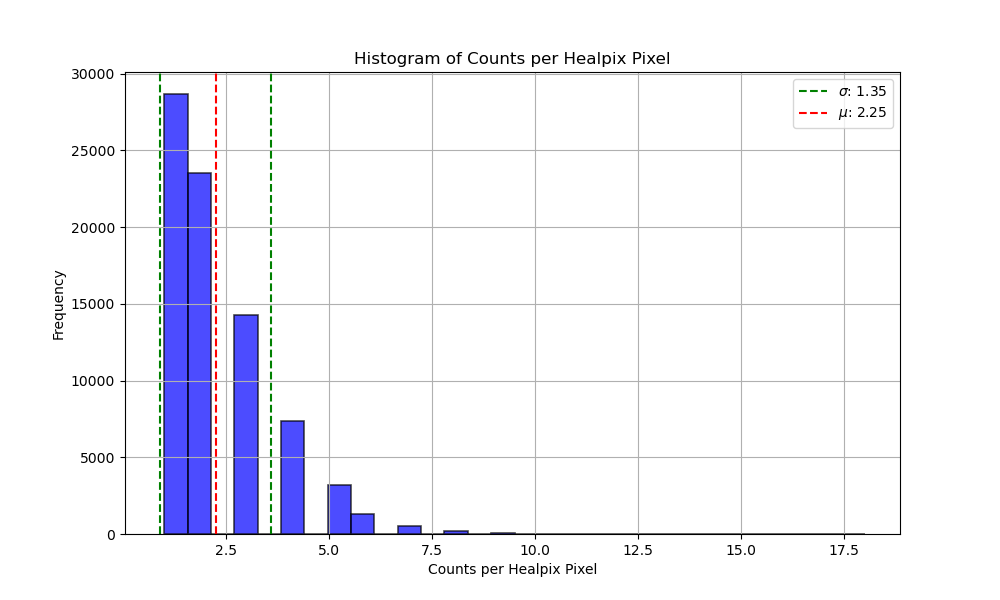 Histogram of Counts per Healpix Pixel
σ: 1.35
μ: 2.25
Frequency
30000
25000
20000
15000
10000
5000
0
2.5
5.0
7.5
10.0
12.5
15.0
17.5
Counts per Healpix Pixel